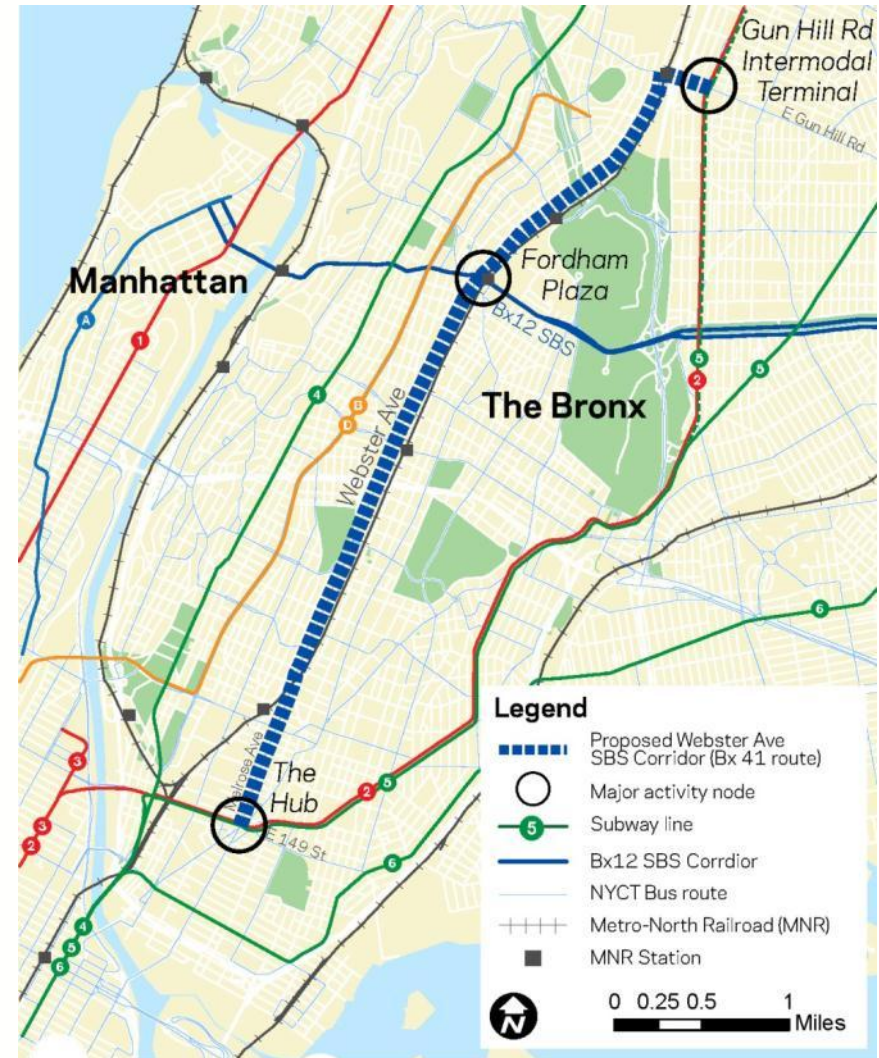 Gun Hill Rd
Intermodal
Terminal
E Gun Hill Rd
Fordham
Plaza
Bx12 SBS
Manhattan
A
1
4
B
D
Webster Ave
The Bronx
5
2
5
6
3
3
2
Melrose Ave
The
Hub
E 149 St
2
5
6
4
5
6
Legend
Proposed Webster Ave
SBS Corridor (Bx 41 route)
Major activity node
5
Subway line
Bx12 SBS Corrdior
NYCT Bus route
Metro-North Railroad (MNR)
MNR Station
N
0 0.25 0.5 1
Miles